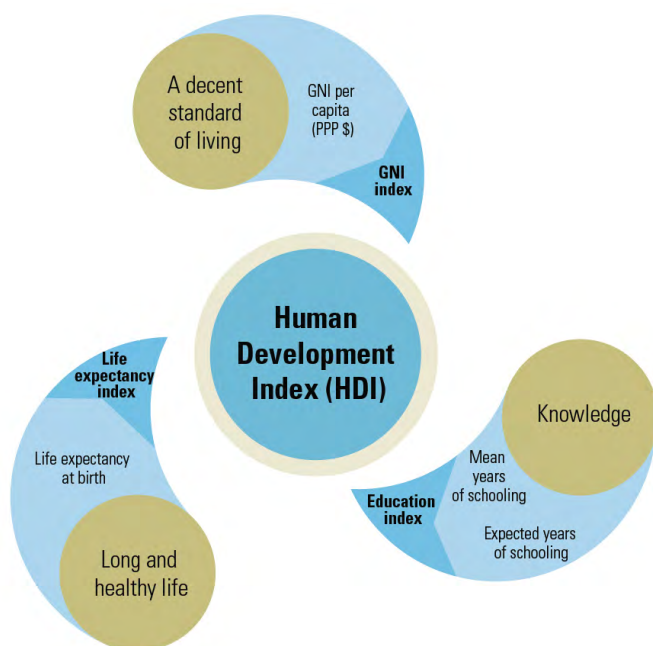 A decent
standard
of living
GNI per
capita
(PPP $)
GNI
index
Human
Development
Index (HDI)
Life
expectancy
index
Life expectancy
at birth
Long and
healthy life
Knowledge
Mean
years
of schooling
Expected years
of schooling
Education
index